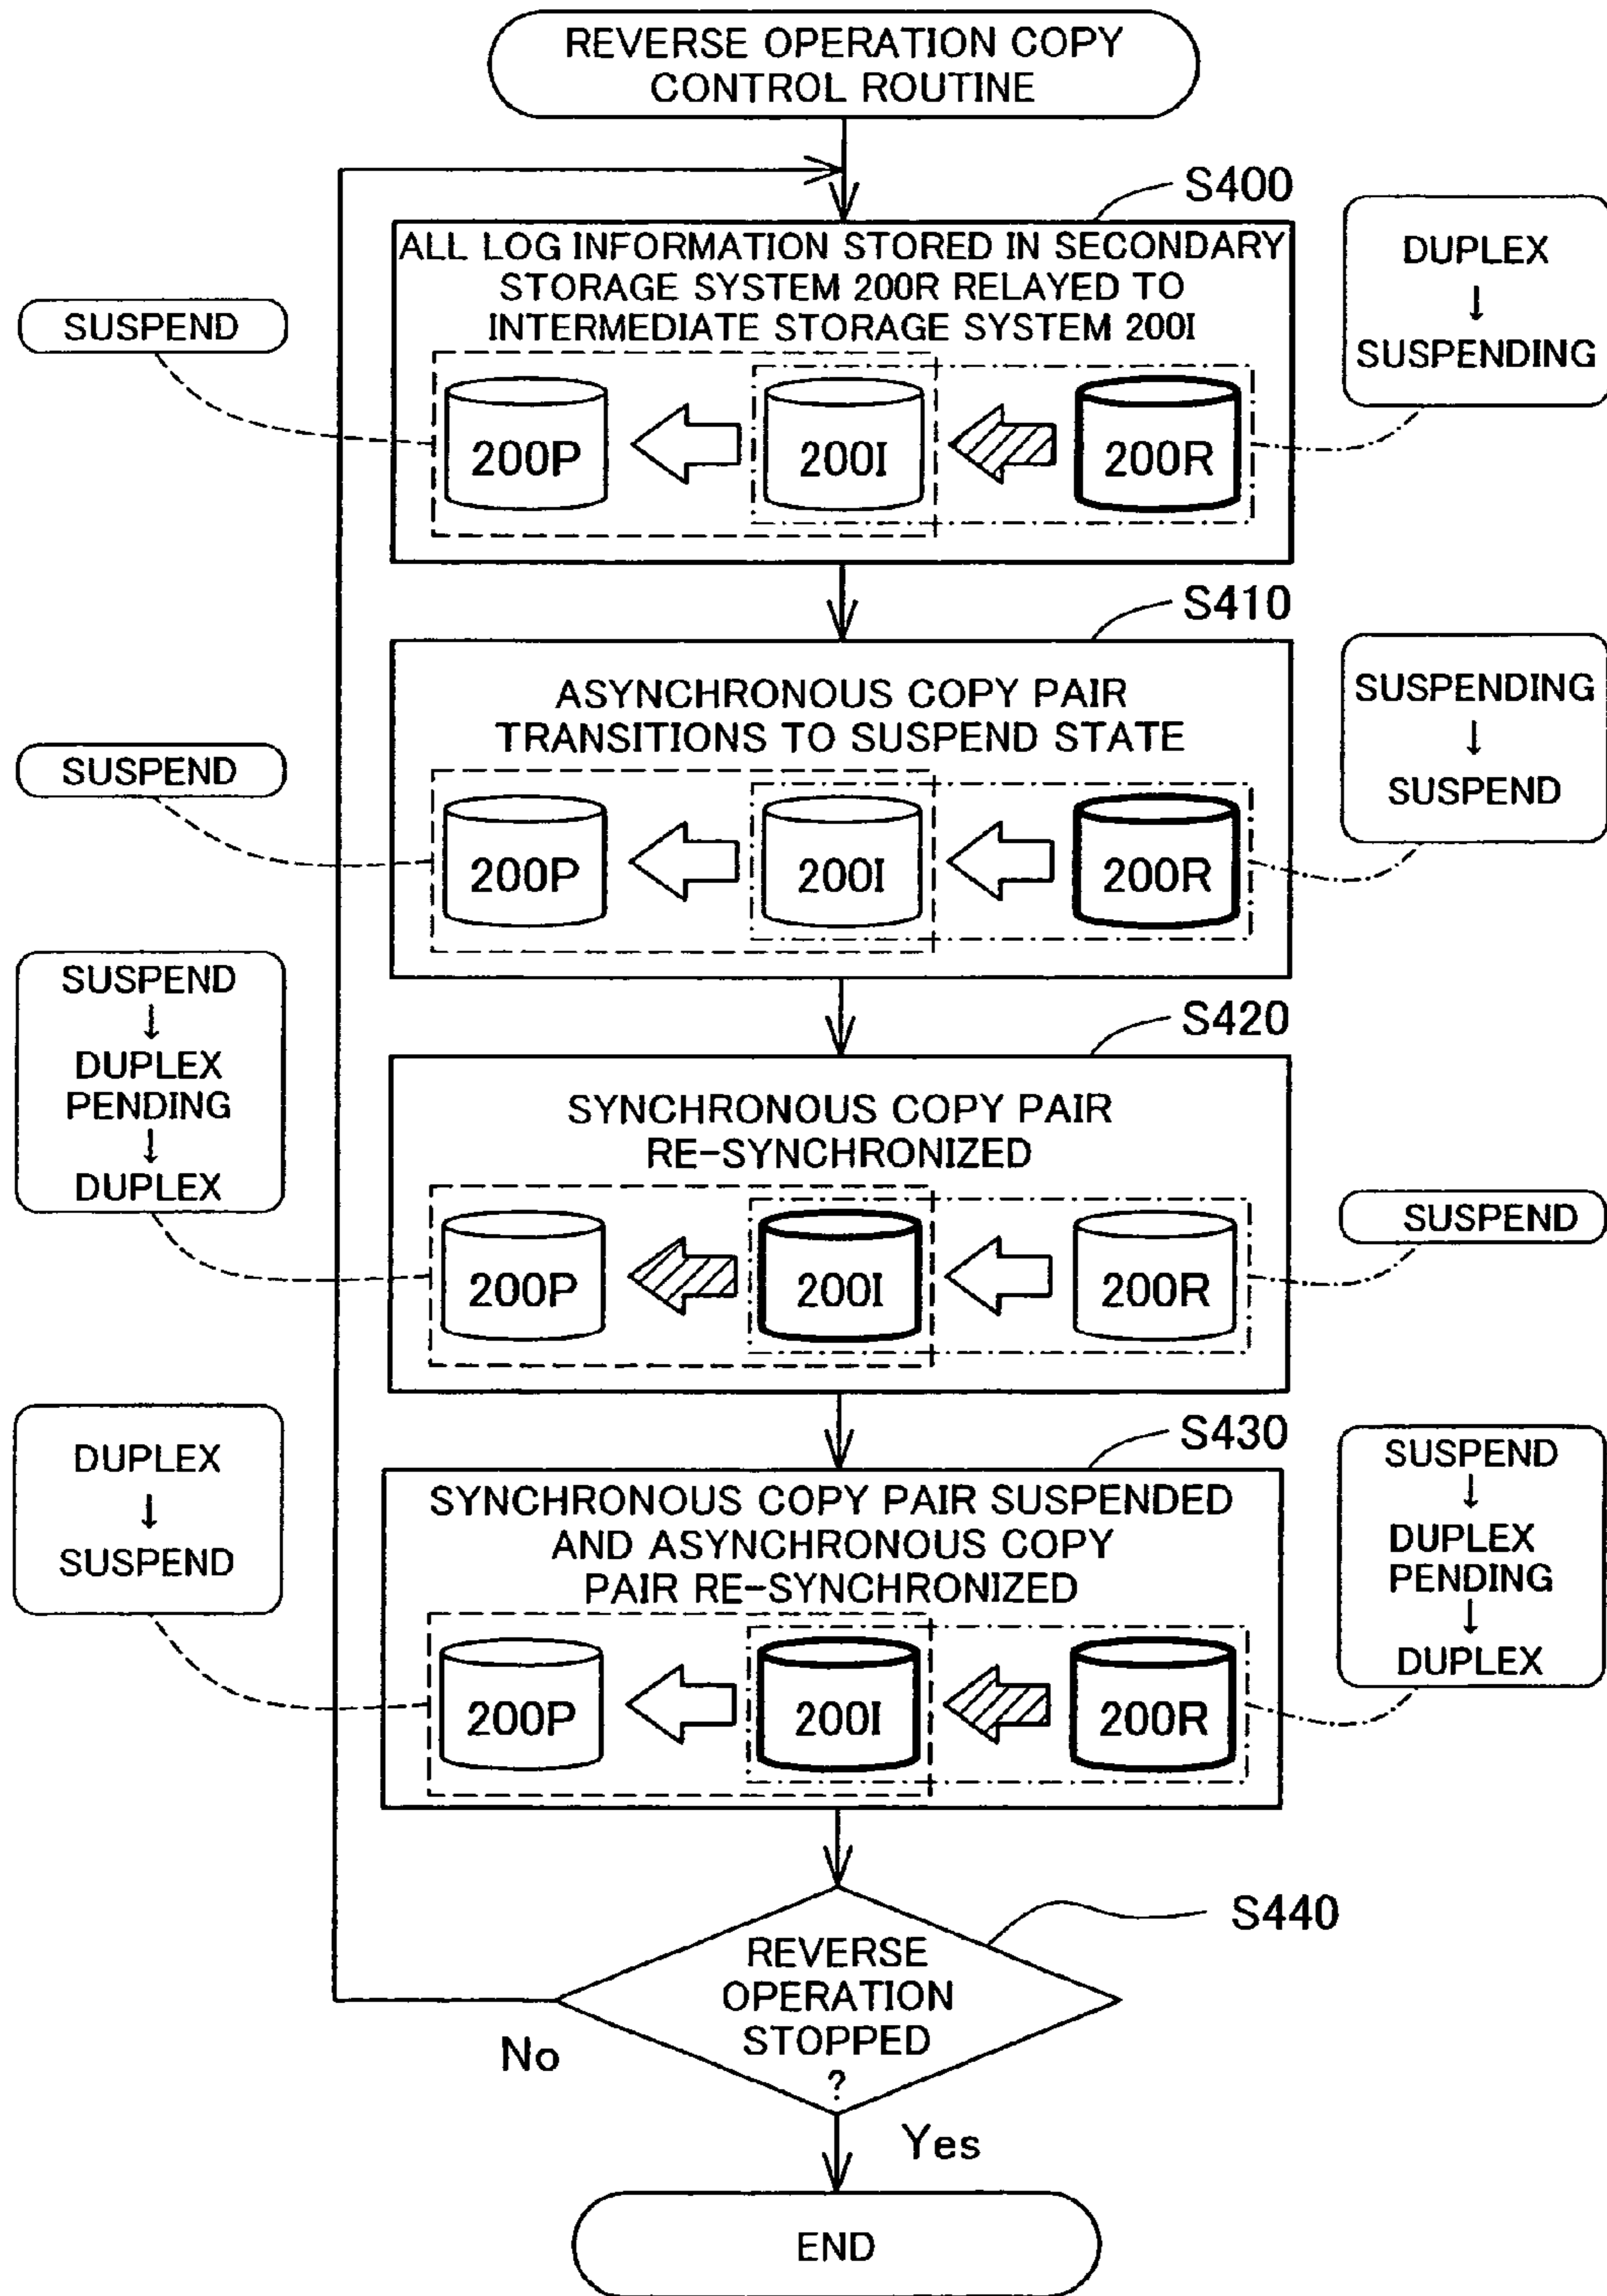 REVERSE OPERATION COPY
CONTROL ROUTINE
S400
ALL LOG INFORMATION STORED IN SECONDARY
STORAGE SYSTEM 200R RELAYED TO
INTERMEDIATE STORAGE SYSTEM 200I
SUSPEND
DUPLEX
↓
SUSPENDING
200P
200I
200R
S410
ASYNCHRONOUS COPY PAIR
TRANSITIONS TO SUSPEND STATE
SUSPEND
SUSPENDING
↓
SUSPEND
200P
200I
200R
S420
SYNCHRONOUS COPY PAIR
RE-SYNCHRONIZED
SUSPEND
↓
DUPLEX
PENDING
↓
DUPLEX
SUSPEND
200P
200I
200R
S430
SYNCHRONOUS COPY PAIR SUSPENDED
AND ASYNCHRONOUS COPY
PAIR RE-SYNCHRONIZED
DUPLEX
↓
SUSPEND
SUSPEND
↓
DUPLEX
PENDING
↓
DUPLEX
200P
200I
200R
S440
REVERSE
OPERATION
STOPPED
?
No
Yes
END